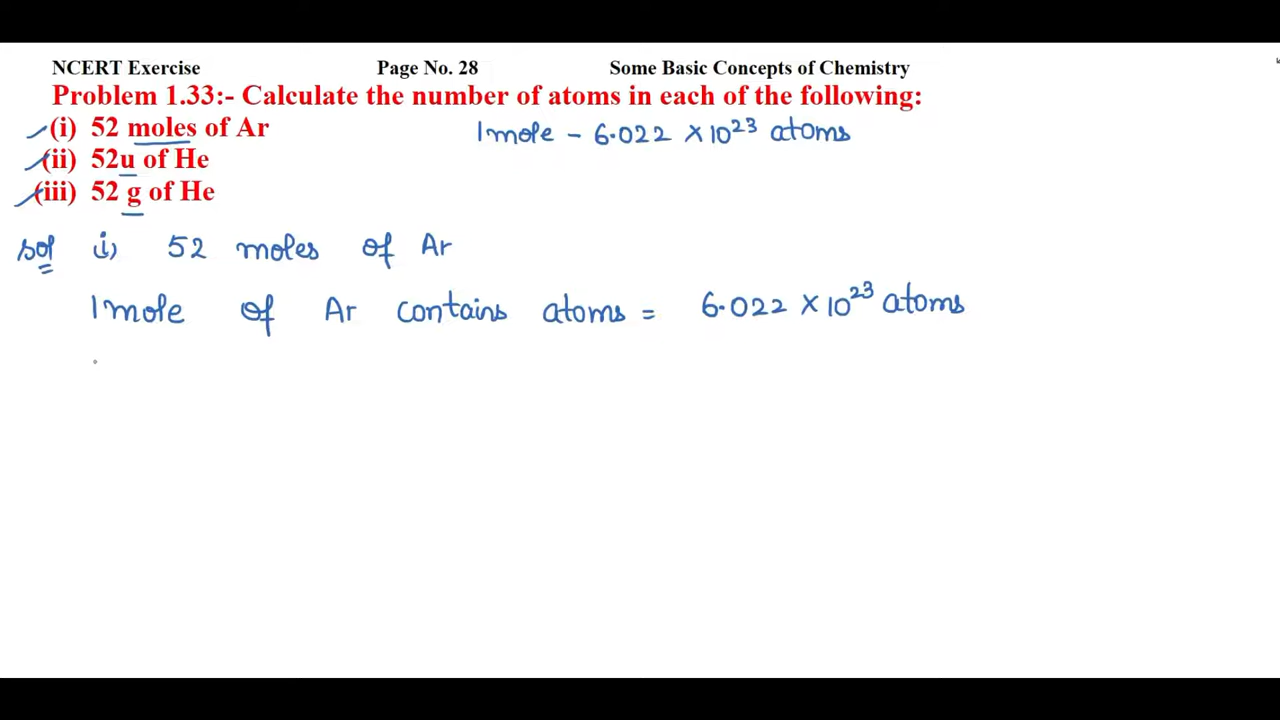 NCERT Exercise Page No. 28 Some Basic Concepts of Chemistry
Problem 1.33:- Calculate the number of atoms in each of the following:
(i) 52 moles of Ar 1mole - 6.022 × 10²³ atoms
(ii) 52u of He
(iii) 52 g of He
sol (i) 52 moles of Ar
1mole of Ar contains atoms = 6.022 × 10²³ atoms